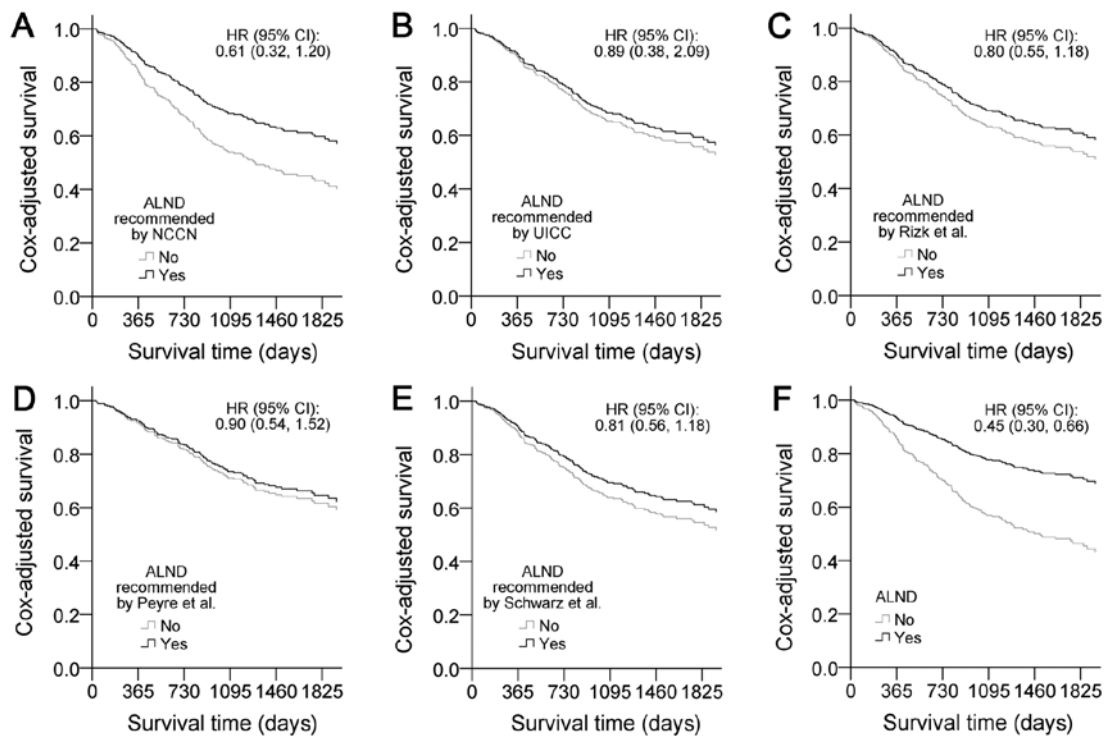 A
HR (95% CI):
0.61 (0.32, 1.20)
Cox-adjusted survival
1.0
0.8
0.6
0.4
0.2
0.0
ALND
recommended
by NCCN
No
Yes
0 365 730 1095 1460 1825
Survival time (days)
B
HR (95% CI):
0.89 (0.38, 2.09)
Cox-adjusted survival
1.0
0.8
0.6
0.4
0.2
0.0
ALND
recommended
by UICC
No
Yes
0 365 730 1095 1460 1825
Survival time (days)
C
HR (95% CI):
0.80 (0.55, 1.18)
Cox-adjusted survival
1.0
0.8
0.6
0.4
0.2
0.0
ALND
recommended
by Rizk et al.
No
Yes
0 365 730 1095 1460 1825
Survival time (days)
D
HR (95% CI):
0.90 (0.54, 1.52)
Cox-adjusted survival
1.0
0.8
0.6
0.4
0.2
0.0
ALND
recommended
by Peyre et al.
No
Yes
0 365 730 1095 1460 1825
Survival time (days)
E
HR (95% CI):
0.81 (0.56, 1.18)
Cox-adjusted survival
1.0
0.8
0.6
0.4
0.2
0.0
ALND
recommended
by Schwarz et al.
No
Yes
0 365 730 1095 1460 1825
Survival time (days)
F
HR (95% CI):
0.45 (0.30, 0.66)
Cox-adjusted survival
1.0
0.8
0.6
0.4
0.2
0.0
ALND
No
Yes
0 365 730 1095 1460 1825
Survival time (days)